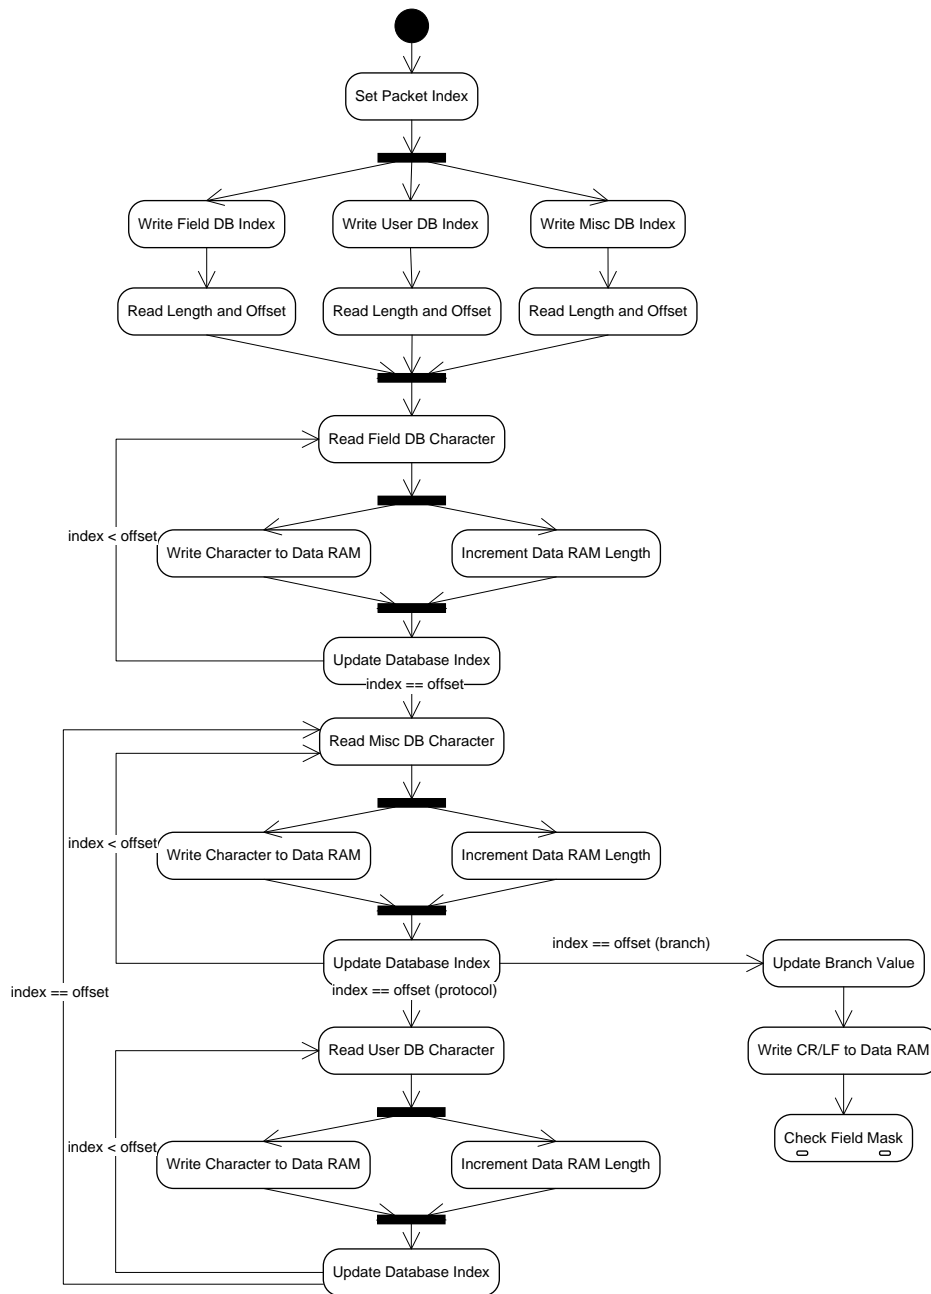 Set Packet Index
Write Field DB Index
Write User DB Index
Write Misc DB Index
Read Length and Offset
Read Length and Offset
Read Length and Offset
Read Field DB Character
index < offset
Write Character to Data RAM
Increment Data RAM Length
Update Database Index
index == offset
Read Misc DB Character
index < offset
Write Character to Data RAM
Increment Data RAM Length
index == offset (branch)
Update Database Index
Update Branch Value
index == offset
index == offset (protocol)
Read User DB Character
Write CR/LF to Data RAM
Check Field Mask
index < offset
Write Character to Data RAM
Increment Data RAM Length
Update Database Index